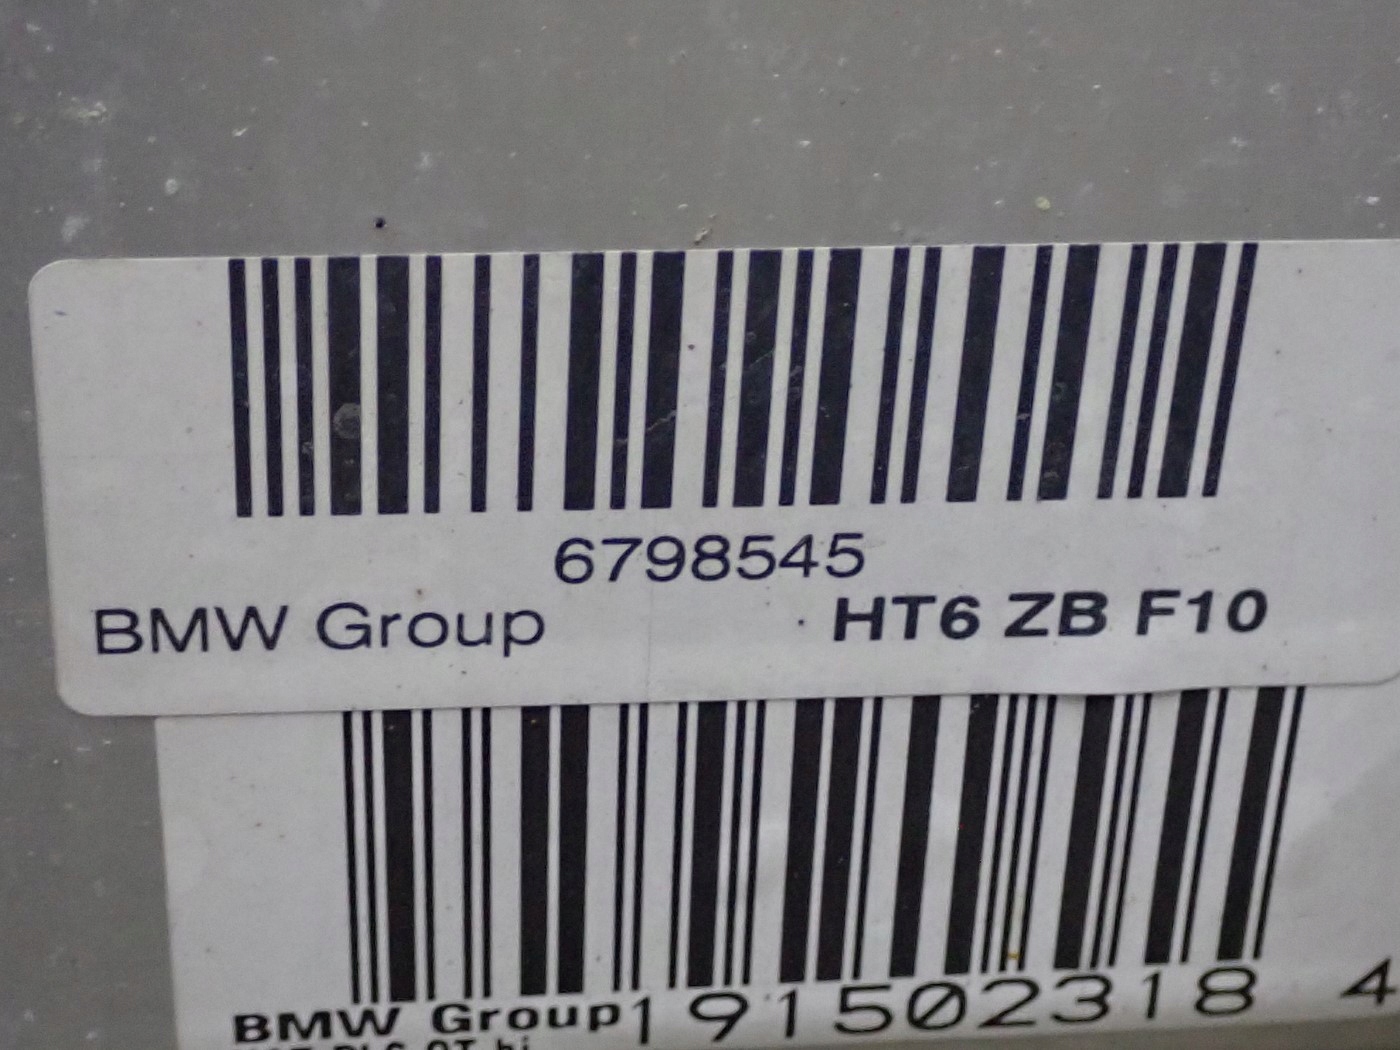 6798545
BMW Group HT6 ZB F10
BMW Group 191502318 4